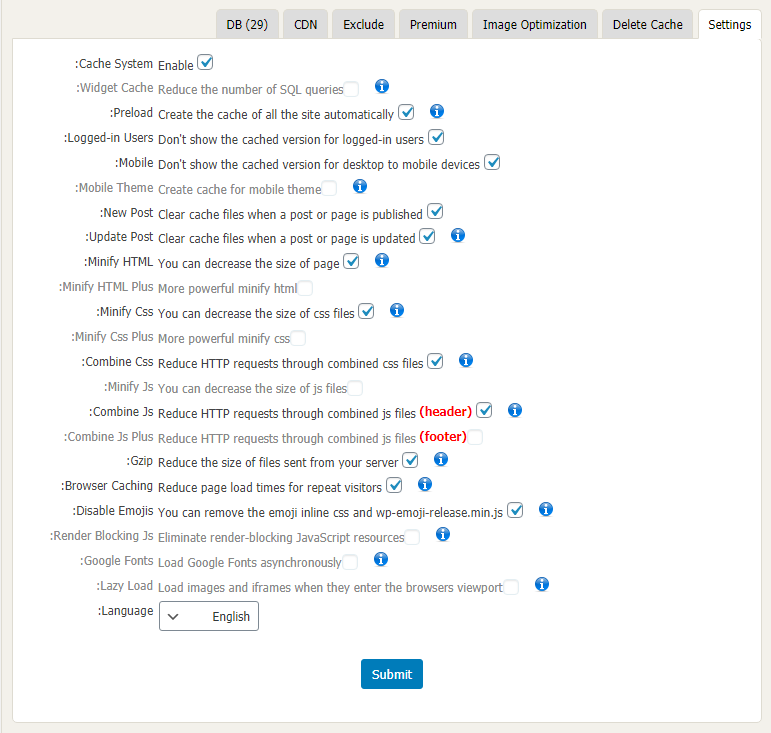 DB (29) CDN Exclude Premium Image Optimization Delete Cache Settings
:Cache System Enable
:Widget Cache Reduce the number of SQL queries
:Preload Create the cache of all the site automatically
:Logged-in Users Don't show the cached version for logged-in users
:Mobile Don't show the cached version for desktop to mobile devices
:Mobile Theme Create cache for mobile theme
:New Post Clear cache files when a post or page is published
:Update Post Clear cache files when a post or page is updated
:Minify HTML You can decrease the size of page
:Minify HTML Plus More powerful minify html
:Minify Css You can decrease the size of css files
:Minify Css Plus More powerful minify css
:Combine Css Reduce HTTP requests through combined css files
:Minify Js You can decrease the size of js files
:Combine Js Reduce HTTP requests through combined js files (header)
:Combine Js Plus Reduce HTTP requests through combined js files (footer)
:Gzip Reduce the size of files sent from your server
:Browser Caching Reduce page load times for repeat visitors
:Disable Emojis You can remove the emoji inline css and wp-emoji-release.min.js
:Render Blocking Js Eliminate render-blocking JavaScript resources
:Google Fonts Load Google Fonts asynchronously
:Lazy Load Load images and iframes when they enter the browsers viewport
:Language English
Submit